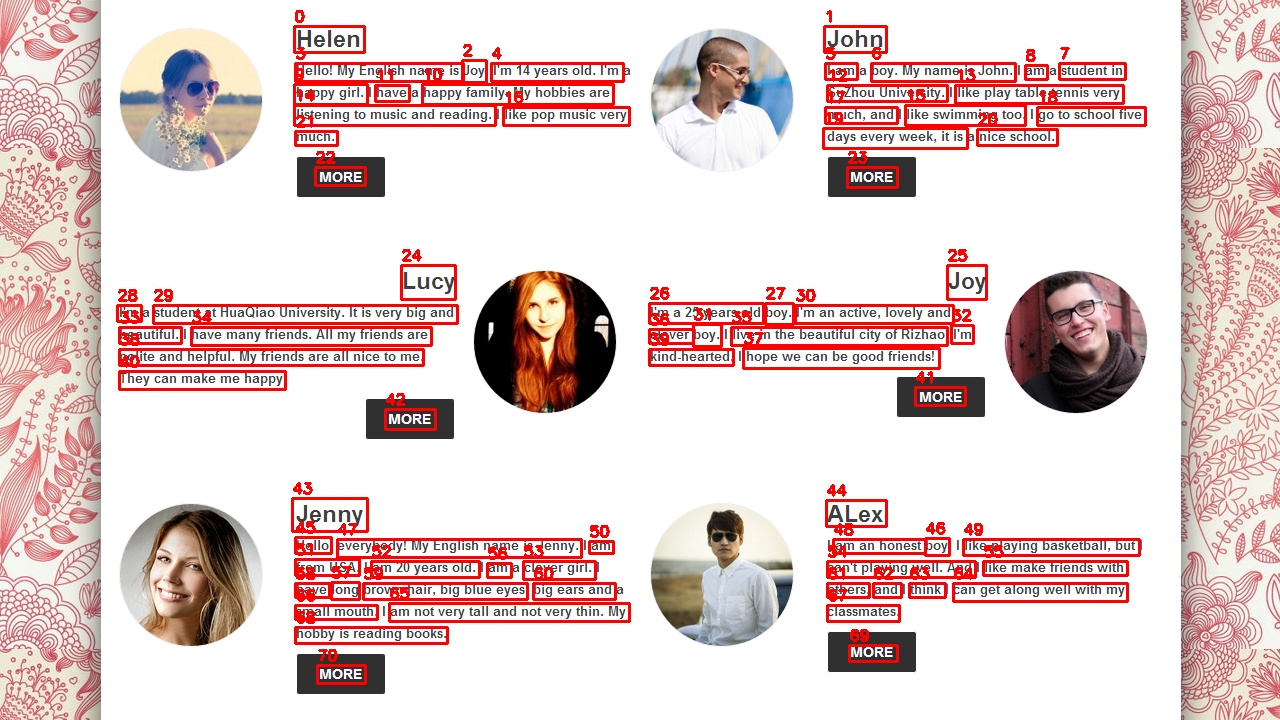 Helen
Hello! My English name is Joy. I'm 14 years old. I'm a
happy girl. I have a happy family. My hobbies are
listening to music and reading. I like pop music very
much.
MORE
John
I am a boy. My name is John. I am a student in
SuZhou University. I like play table tennis very
much, and I like swimming too. I go to school five
days every week, it is a nice school.
MORE
Lucy
I'm a student at HuaQiao University. It is very big and
beautiful. I have many friends. All my friends are
polite and helpful. My friends are all nice to me.
They can make me happy
MORE
Joy
I'm a years old boy. I'm an active, lovely and
clever boy. I live in the beautiful city of Rizhao. I'm
kind-hearted. I hope we can be good friends!
MORE
Jenny
Hello, everybody! My English name is Jenny. I am
from USA. I am 20 years old. I am a clever girl. I
have long brown hair, big blue eyes, big ears and a
small mouth. I am not very tall and not very thin. My
hobby is reading books.
MORE
ALex
I am an honest boy. I like playing basketball, but I
can't playing well. And I like make friends with
others, and I think I can get along well with my
classmates.
MORE